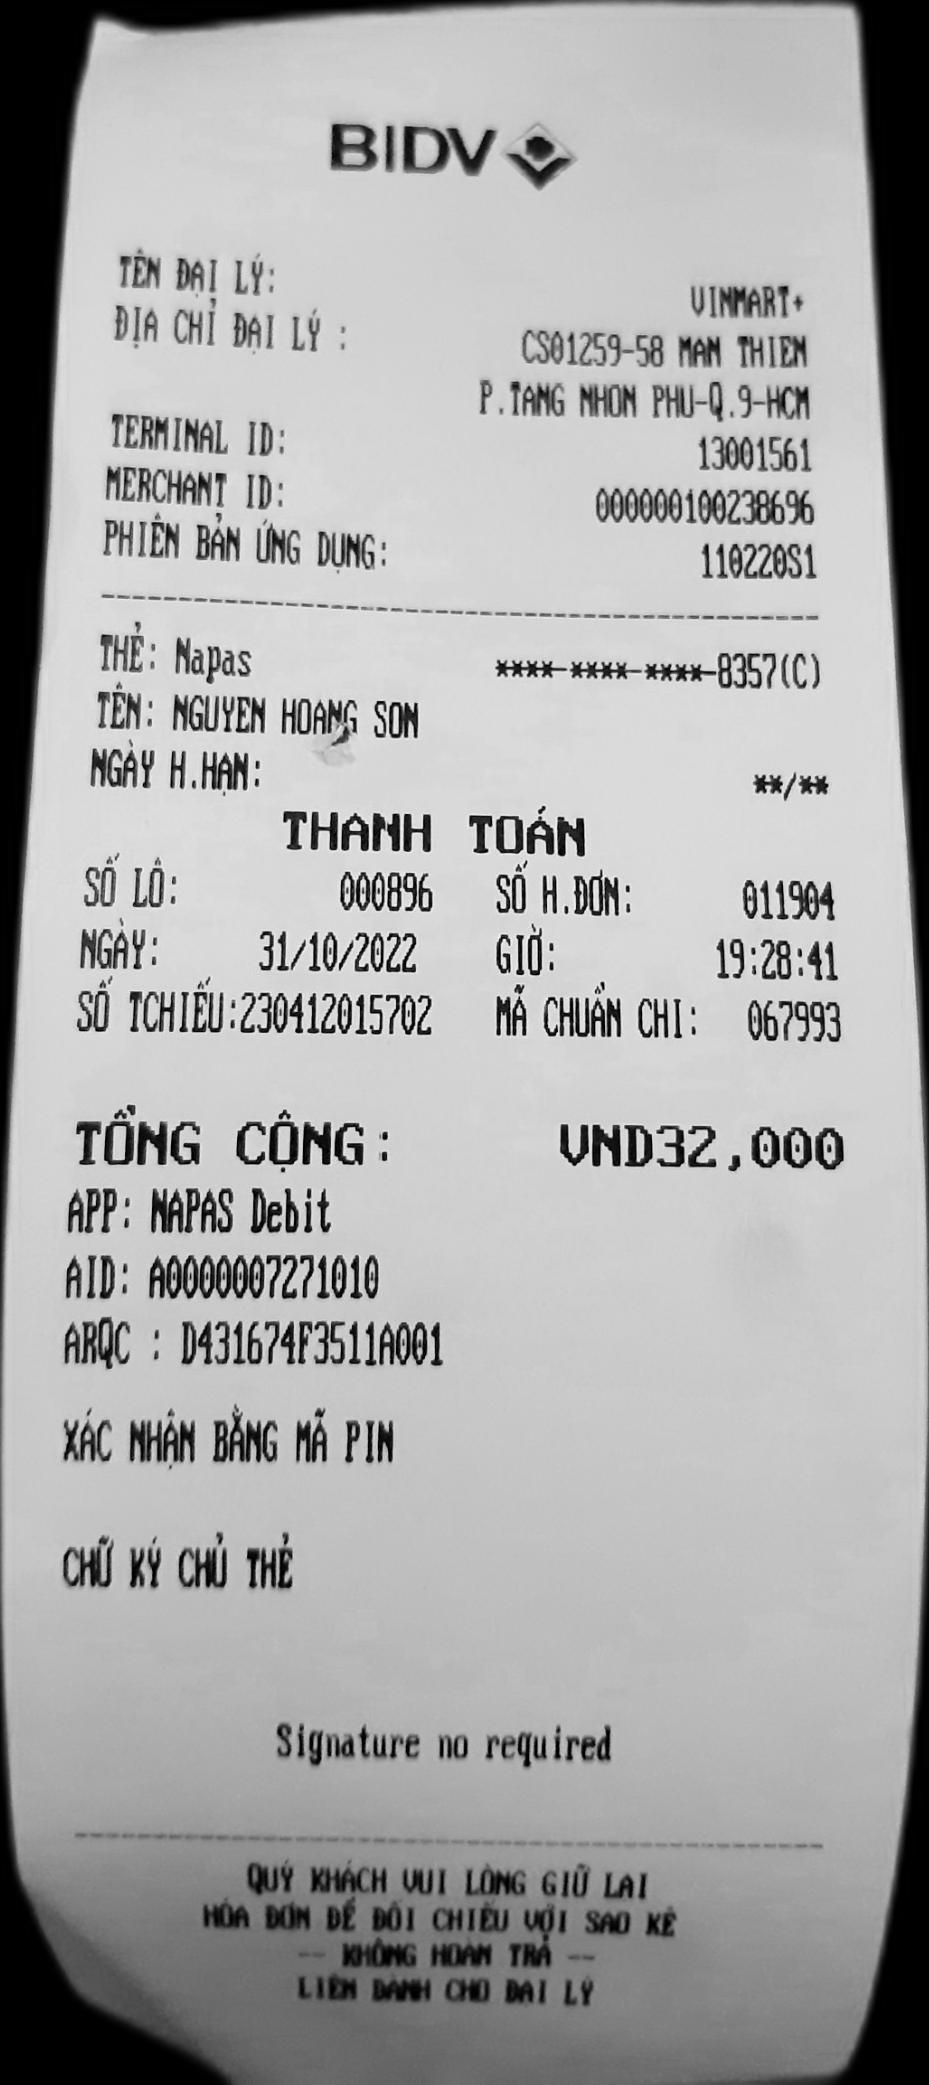 BIDV
TÊN ĐẠI LÝ: VINMART+
ĐỊA CHỈ ĐẠI LÝ : CS01259-58 MAN THIEN
P.TANG NHON PHU-Q.9-HCM
TERMINAL ID: 13001561
MERCHANT ID: 000000100238696
PHIÊN BẢN ỨNG DỤNG: 110220S1
THẺ: Napas ****-****-****-8357(C)
TÊN: NGUYEN HOANG SON
NGÀY H.HẠN: **/**
THANH TOÁN
SỐ LÔ: 000896 SỐ H.ĐƠN: 011904
NGÀY: 31/10/2022 GIỜ: 19:28:41
SỐ TCHIẾU:230412015702 MÃ CHUẨN CHI: 067993
TỔNG CỘNG: VND32,000
APP: NAPAS Debit
AID: A0000007271010
ARQC : D431674F3511A001
XÁC NHẬN BẰNG MÃ PIN
CHỮ KÝ CHỦ THẺ
Signature no required
QUÝ KHÁCH VUI LÒNG GIỮ LẠI
HÓA ĐƠN ĐỂ ĐỐI CHIẾU VỚI SAO KÊ
-- KHÔNG HOÀN TRẢ --
LIÊN DÀNH CHO ĐẠI LÝ